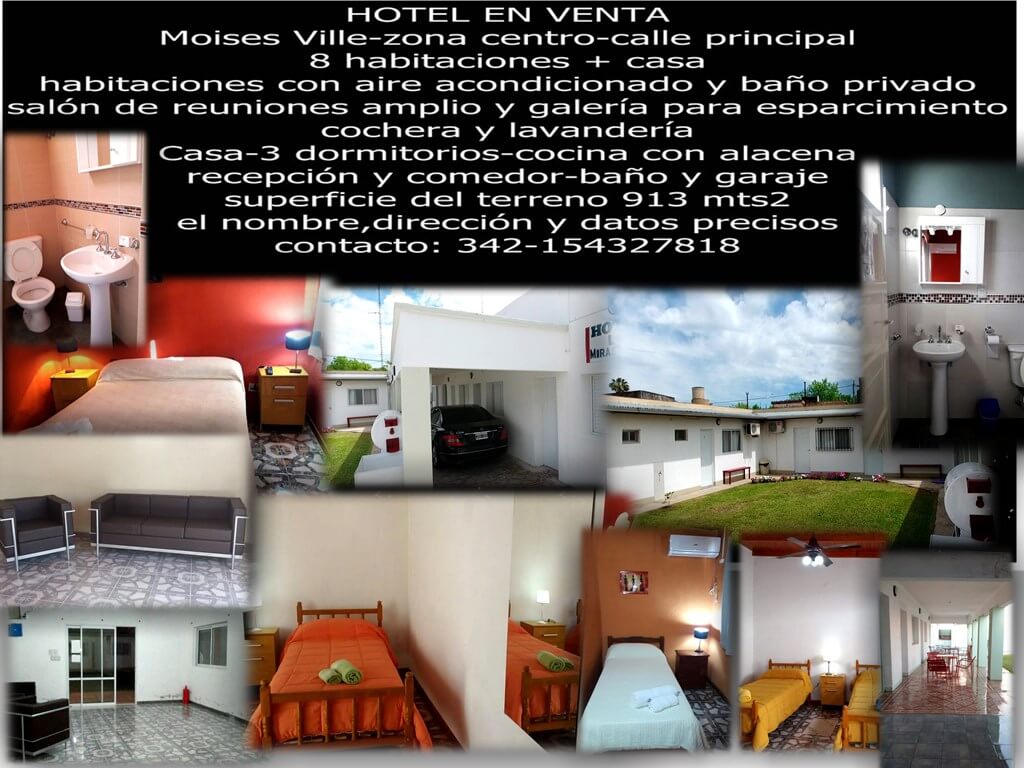 HOTEL EN VENTA
Moises Ville-zona centro-calle principal
8 habitaciones + casa
habitaciones con aire acondicionado y baño privado
salón de reuniones amplio y galería para esparcimiento
cochera y lavandería
Casa-3 dormitorios-cocina con alacena
recepción y comedor-baño y garaje
superficie del terreno 913 mts2
el nombre,dirección y datos precisos
contacto: 342-154327818